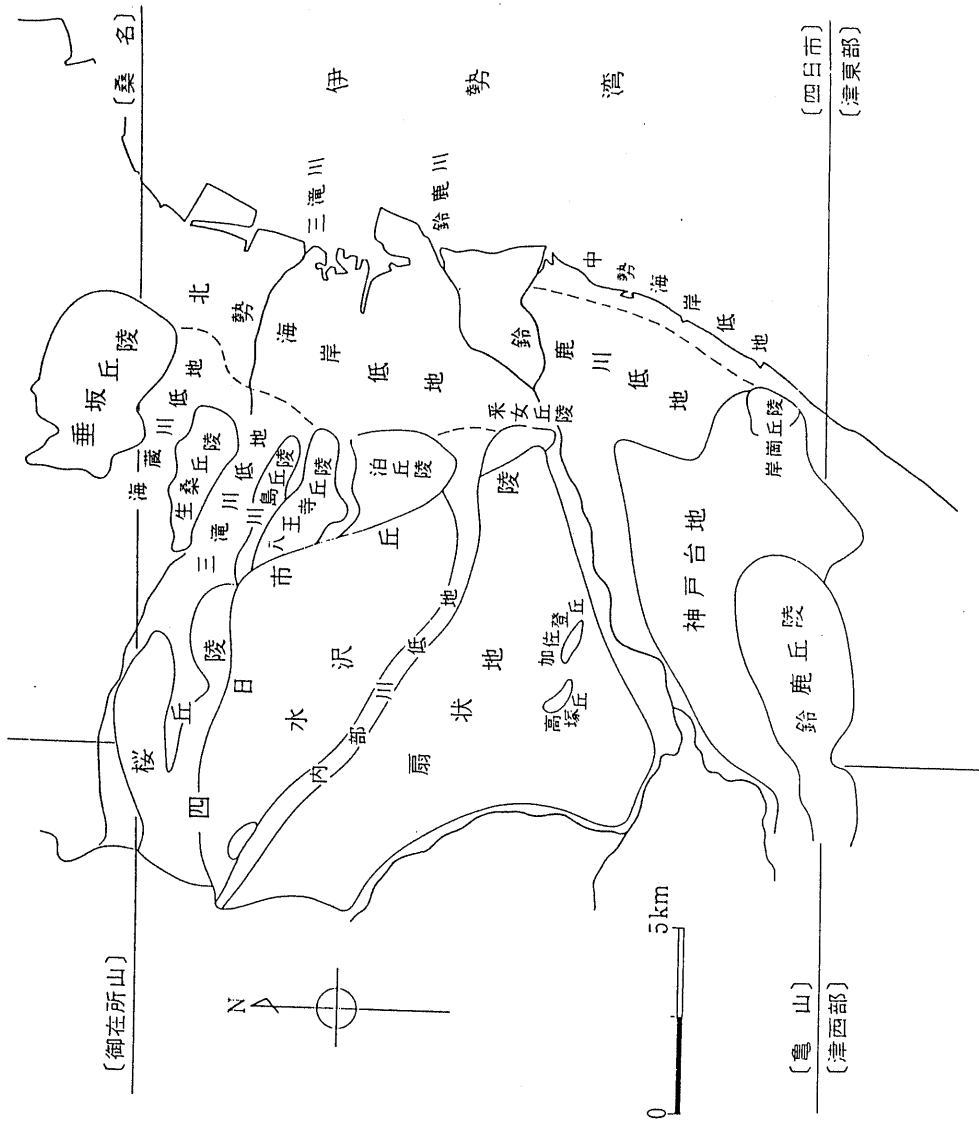 〔御在所山〕
〔桑 名〕
〔亀 山〕
〔津西部〕
〔四日市〕
〔津東部〕
N
0
5km
伊勢湾
三滝川
鈴鹿川
垂坂丘陵
海蔵川低地
生桑丘陵
三滝川低地
川島丘陵
八王寺丘陵
泊丘陵
采女丘陵
北勢海岸低地
中勢海岸低地
鈴鹿川低地
岸岡丘陵
神戸台地
鈴鹿丘陵
桜丘陵
四日市丘陵
水沢扇状地
内部川低地
加佐登丘
高塚丘